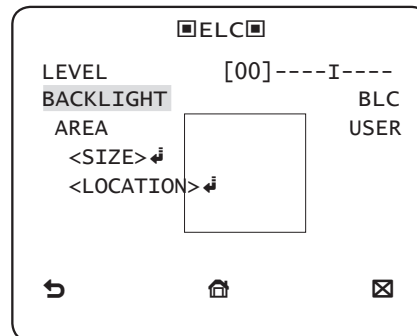 ▣ELC▣
LEVEL [00]----I----
BACKLIGHT BLC
AREA USER
<SIZE>↲
<LOCATION>↲